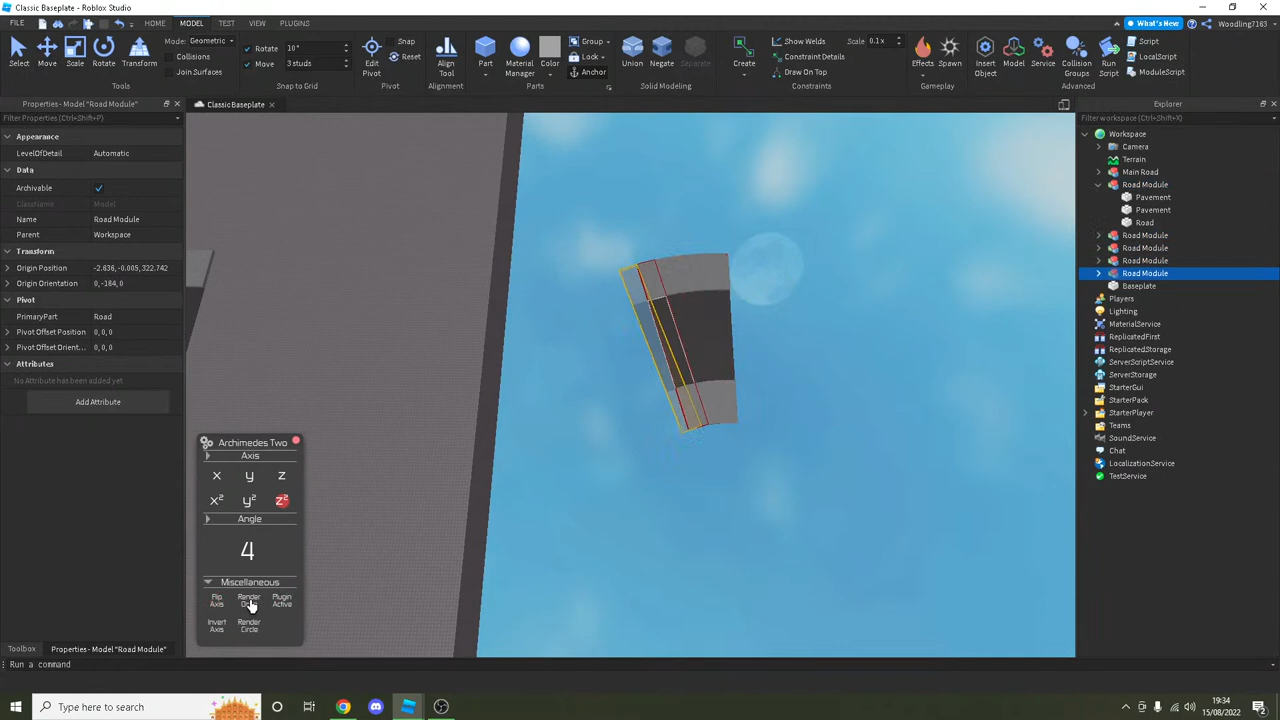 Classic Baseplate - Roblox Studio
FILE HOME MODEL TEST VIEW PLUGINS What's New Woodling7163
Select Move Scale Rotate Transform
Mode: Geometric
Collisions
Join Surfaces
Tools
Rotate 10°
Move 3 studs
Snap to Grid
Edit Pivot
Snap
Reset
Pivot
Align Tool
Alignment
Part
Material Manager
Color
Group
Lock
Anchor
Parts
Union Negate Separate
Solid Modeling
Create
Show Welds Scale 0.1x
Constraint Details
Draw On Top
Constraints
Effects Spawn
Gameplay
Insert Object
Model
Service
Collision Groups
Run Script
Script
LocalScript
ModuleScript
Advanced
Properties - Model "Road Module"
Filter Properties (Ctrl+Shift+P)
Appearance
LevelOfDetail Automatic
Data
Archivable
ClassName Model
Name Road Module
Parent Workspace
Transform
Origin Position -2.636,-0.005,322.742
Origin Orientation 0,-184,0
Pivot
PrimaryPart Road
Pivot Offset Position 0,0,0
Pivot Offset Orient... 0,0,0
Attributes
No Attribute has been added yet
Add Attribute
Classic Baseplate
Archimedes Two
Axis
x y z
x² y² z²
Angle
4
Miscellaneous
Flip Axis
Render
Plugin Active
Invert Axis
Render Circle
Explorer
Filter workspace (Ctrl+Shift+X)
Workspace
Camera
Terrain
Main Road
Road Module
Pavement
Pavement
Road
Road Module
Road Module
Road Module
Road Module
Baseplate
Players
Lighting
MaterialService
ReplicatedFirst
ReplicatedStorage
ServerScriptService
ServerStorage
StarterGui
StarterPack
StarterPlayer
Teams
SoundService
Chat
LocalizationService
TestService
Toolbox Properties - Model "Road Module"
Run a command
Type here to search
19:34
15/08/2022
2